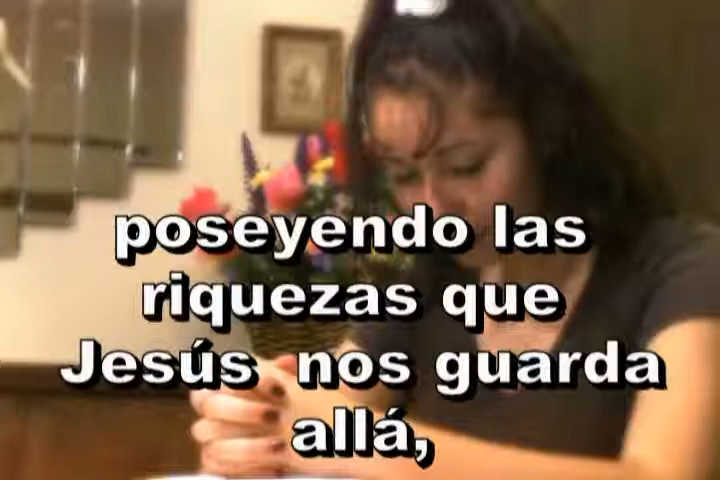 poseyendo las
riquezas que
Jesús nos guarda
allá,